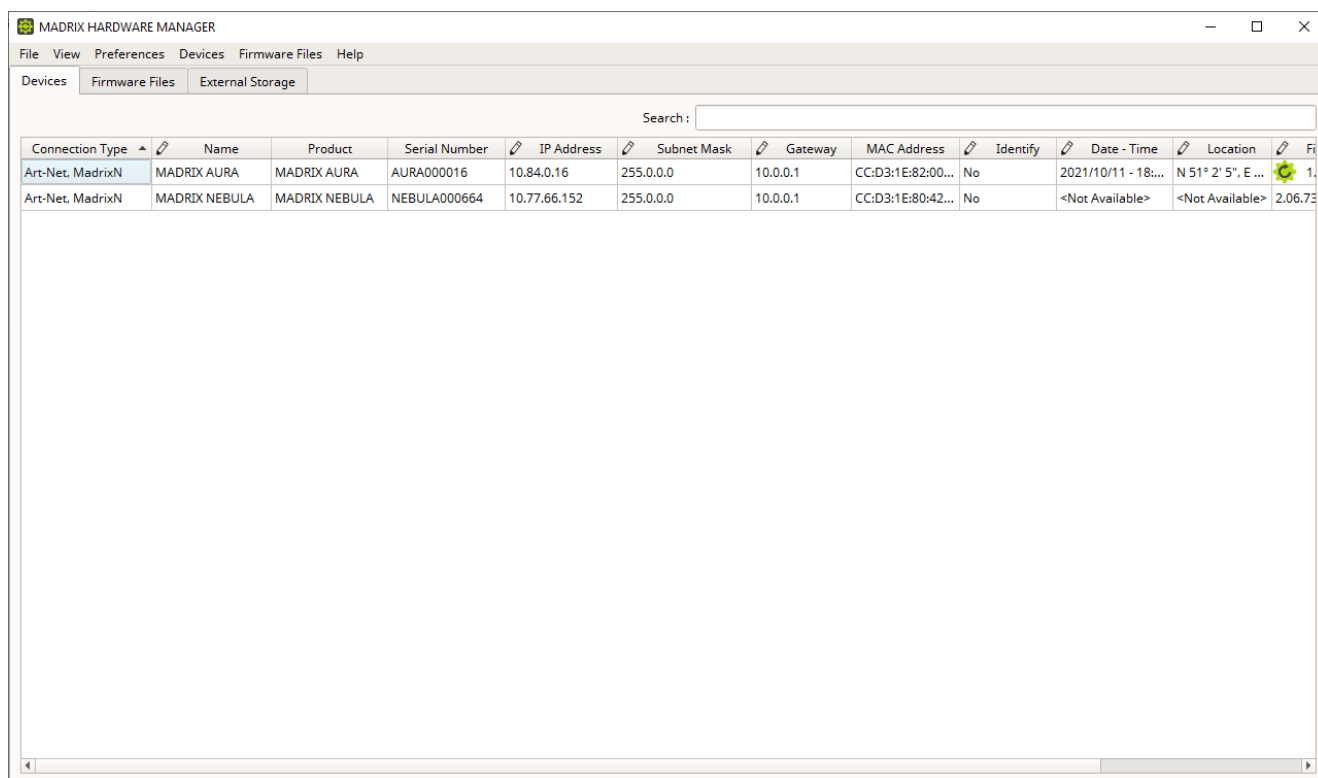 MADRIX HARDWARE MANAGER
File View Preferences Devices Firmware Files Help
Devices Firmware Files External Storage
Search :
Connection Type Name Product Serial Number IP Address Subnet Mask Gateway MAC Address Identify Date - Time Location Fi
Art-Net, MadrixN MADRIX AURA MADRIX AURA AURA000016 10.84.0.16 255.0.0.0 10.0.0.1 CC:D3:1E:82:00... No 2021/10/11 - 18:... N 51° 2' 5", E ... 1.
Art-Net, MadrixN MADRIX NEBULA MADRIX NEBULA NEBULA000664 10.77.66.152 255.0.0.0 10.0.0.1 CC:D3:1E:80:42... No <Not Available> <Not Available> 2.06.73